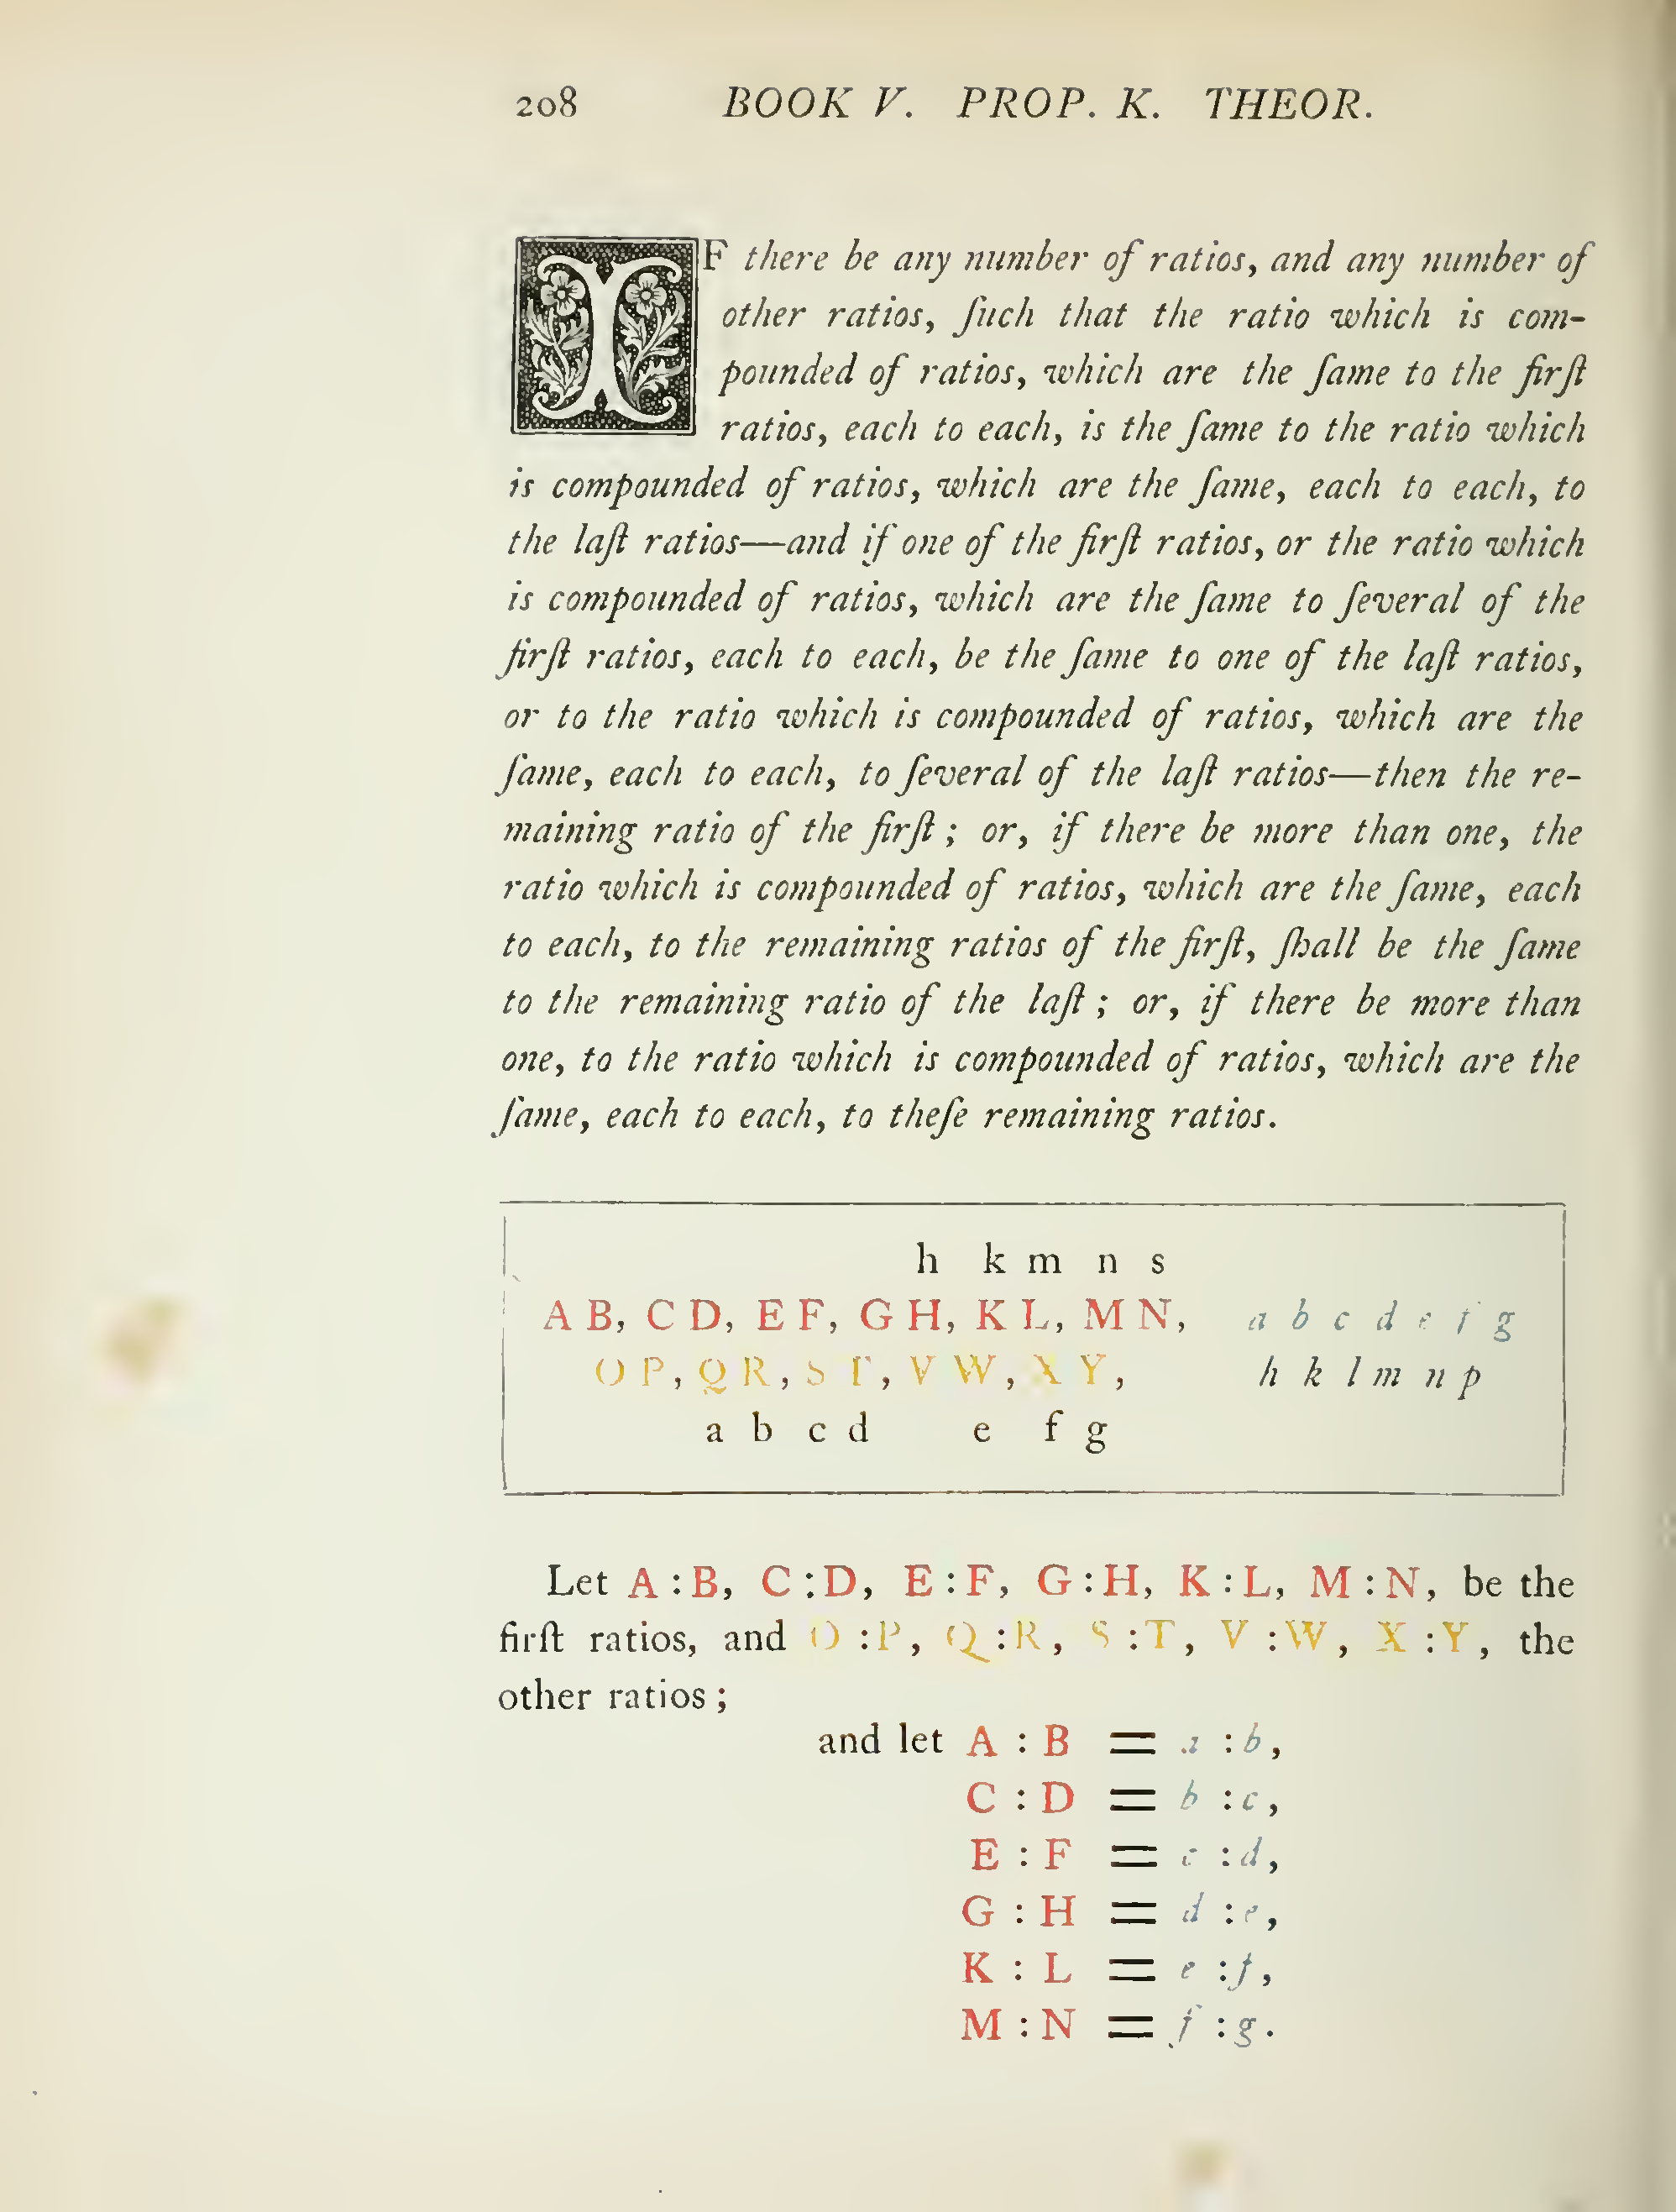 208 BOOK V. PROP. K. THEOR.
IF there be any number of ratios, and any number of
other ratios, ſuch that the ratio which is com-
pounded of ratios, which are the ſame to the firſt
ratios, each to each, is the ſame to the ratio which
is compounded of ratios, which are the ſame, each to each, to
the laſt ratios—and if one of the firſt ratios, or the ratio which
is compounded of ratios, which are the ſame to ſeveral of the
firſt ratios, each to each, be the ſame to one of the laſt ratios,
or to the ratio which is compounded of ratios, which are the
ſame, each to each, to ſeveral of the laſt ratios—then the re-
maining ratio of the firſt ; or, if there be more than one, the
ratio which is compounded of ratios, which are the ſame, each
to each, to the remaining ratios of the firſt, ſhall be the ſame
to the remaining ratio of the laſt ; or, if there be more than
one, to the ratio which is compounded of ratios, which are the
ſame, each to each, to theſe remaining ratios.
h k m n s
A B, C D, E F, G H, K L, M N, a b c d e f g
O P, Q R, S T, V W, X Y, h k l m n p
a b c d e f g
Let A : B, C : D, E : F, G : H, K : L, M : N, be the
firſt ratios, and O : P, Q : R, S : T, V : W, X : Y, the
other ratios ;
and let A : B = a : b,
C : D = b : c,
E : F = c : d,
G : H = d : e,
K : L = e : f,
M : N = f : g.